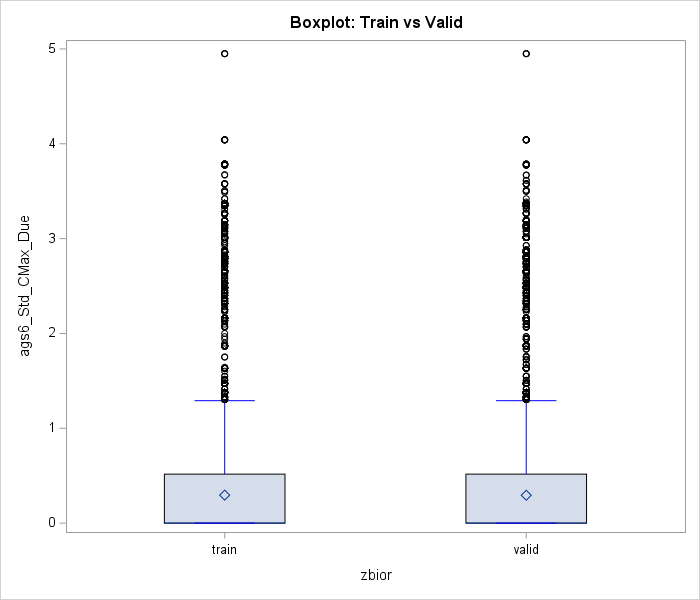 Boxplot: Train vs Valid
5
4
3
2
1
0
ags6_Std_CMax_Due
train
valid
zbior